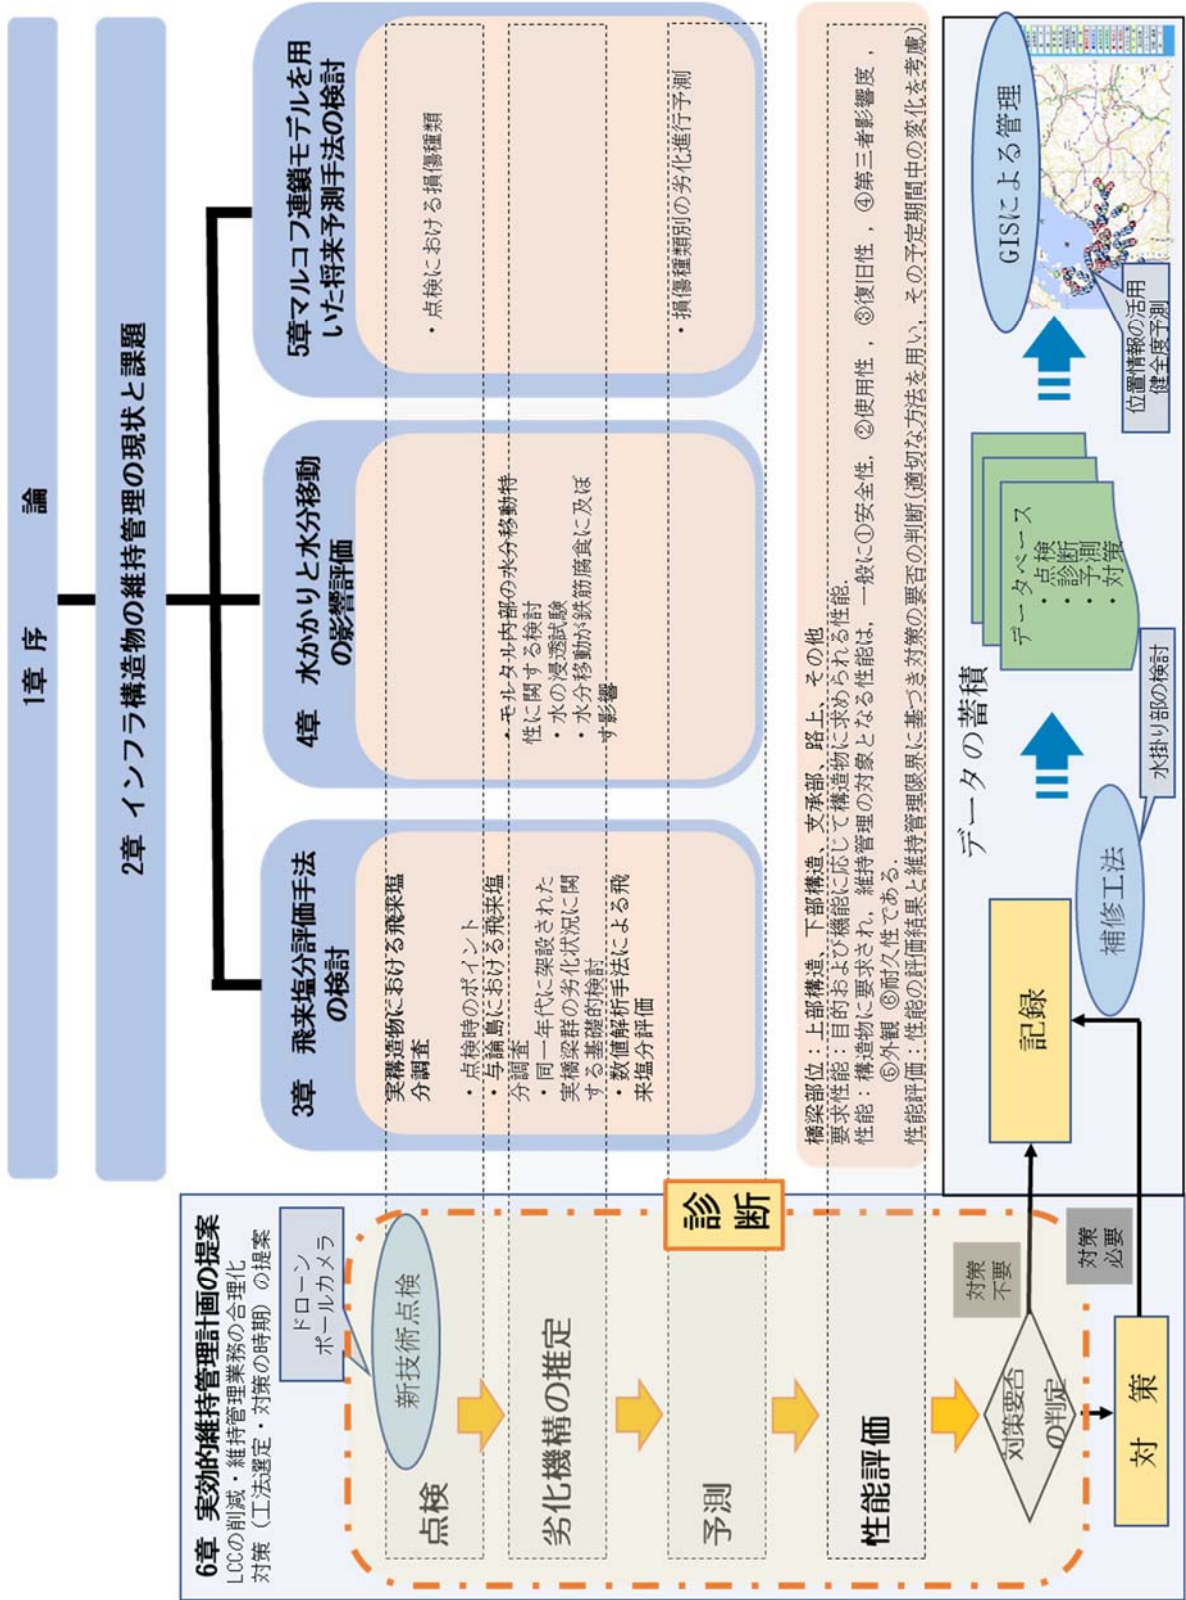 1章 序　論
2章 インフラ構造物の維持管理の現状と課題
3章 飛来塩分評価手法の検討
実構造物における飛来塩分調査
・点検時のポイント
・与論島における飛来塩分調査
・同一年代に架設された実橋梁群の劣化状況に関する基礎的検討
・数値解析手法による飛来塩分評価
4章 水かかりと水分移動の影響評価
・モルタル内部の水分移動特性に関する検討
・水の浸透試験
・水分移動が鉄筋腐食に及ぼす影響
5章マルコフ連鎖モデルを用いた将来予測手法の検討
・点検における損傷種類
・損傷種類別の劣化進行予測
6章 実効的維持管理計画の提案
LCCの削減・維持管理業務の合理化
対策（工法選定・対策の時期）の提案
ドローン
ポールカメラ
新技術点検
点検
劣化機構の推定
予測
性能評価
診断
対策要否の判定
対策不要
対策必要
対　策
橋梁部位：上部構造、下部構造、支承部、路上、その他
要求性能：目的および機能に応じて構造物に求められる性能.
性能：構造物に要求され，維持管理の対象となる性能は，一般に①安全性，②使用性，③復旧性，④第三者影響度，
⑤外観 ⑥耐久性である.
性能評価：性能の評価結果と維持管理限界に基づき対策の要否の判断(適切な方法を用い，その予定期間中の変化を考慮)
データの蓄積
記録
補修工法
水掛り部の検討
データベース
・点検
・診断
・予測
・対策
GISによる管理
位置情報の活用
健全度予測